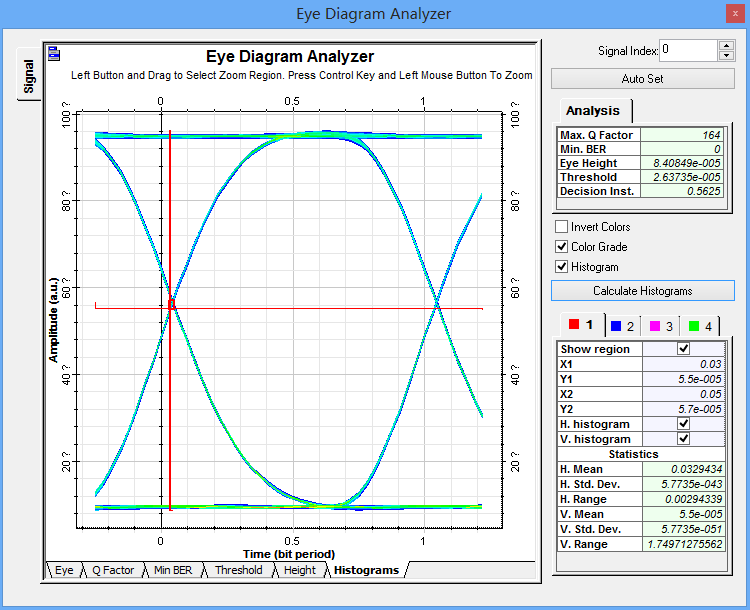 Eye Diagram Analyzer
x
Signal
Eye Diagram Analyzer
Left Button and Drag to Select Zoom Region. Press Control Key and Left Mouse Button To Zoom
0 0.5 1
100 ?
80 ?
60 ?
40 ?
20 ?
Amplitude (a.u.)
100 ?
80 ?
60 ?
40 ?
20 ?
0 0.5 1
Time (bit period)
Eye Q Factor Min BER Threshold Height Histograms
Signal Index: 0
Auto Set
Analysis
Max. Q Factor 164
Min. BER 0
Eye Height 8.40849e-005
Threshold 2.63735e-005
Decision Inst. 0.5625
Invert Colors
Color Grade
Histogram
Calculate Histograms
1 2 3 4
Show region
X1 0.03
Y1 5.5e-005
X2 0.05
Y2 5.7e-005
H. histogram
V. histogram
Statistics
H. Mean 0.0329434
H. Std. Dev. 5.7735e-043
H. Range 0.00294339
V. Mean 5.5e-005
V. Std. Dev. 5.7735e-051
V. Range 1.74971275562